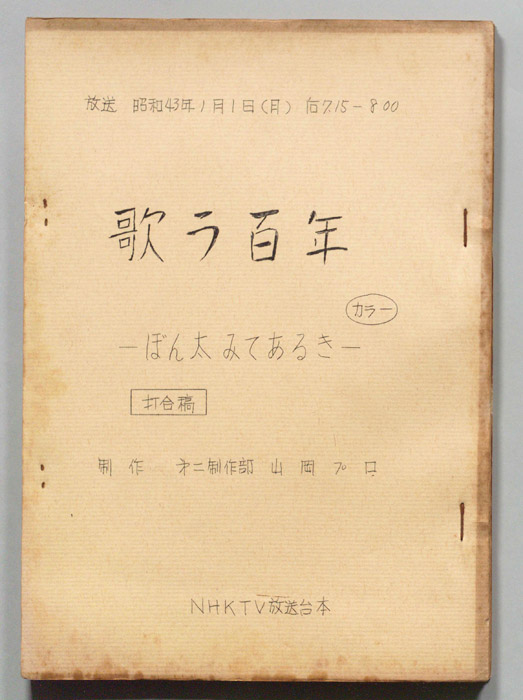 放送 昭和43年1月1日(月) 后7.15－8.00
歌う百年
カラー
－ぽん太みてあるき－
打合稿
制作 第二制作部 山岡プロ
NHKTV放送台本